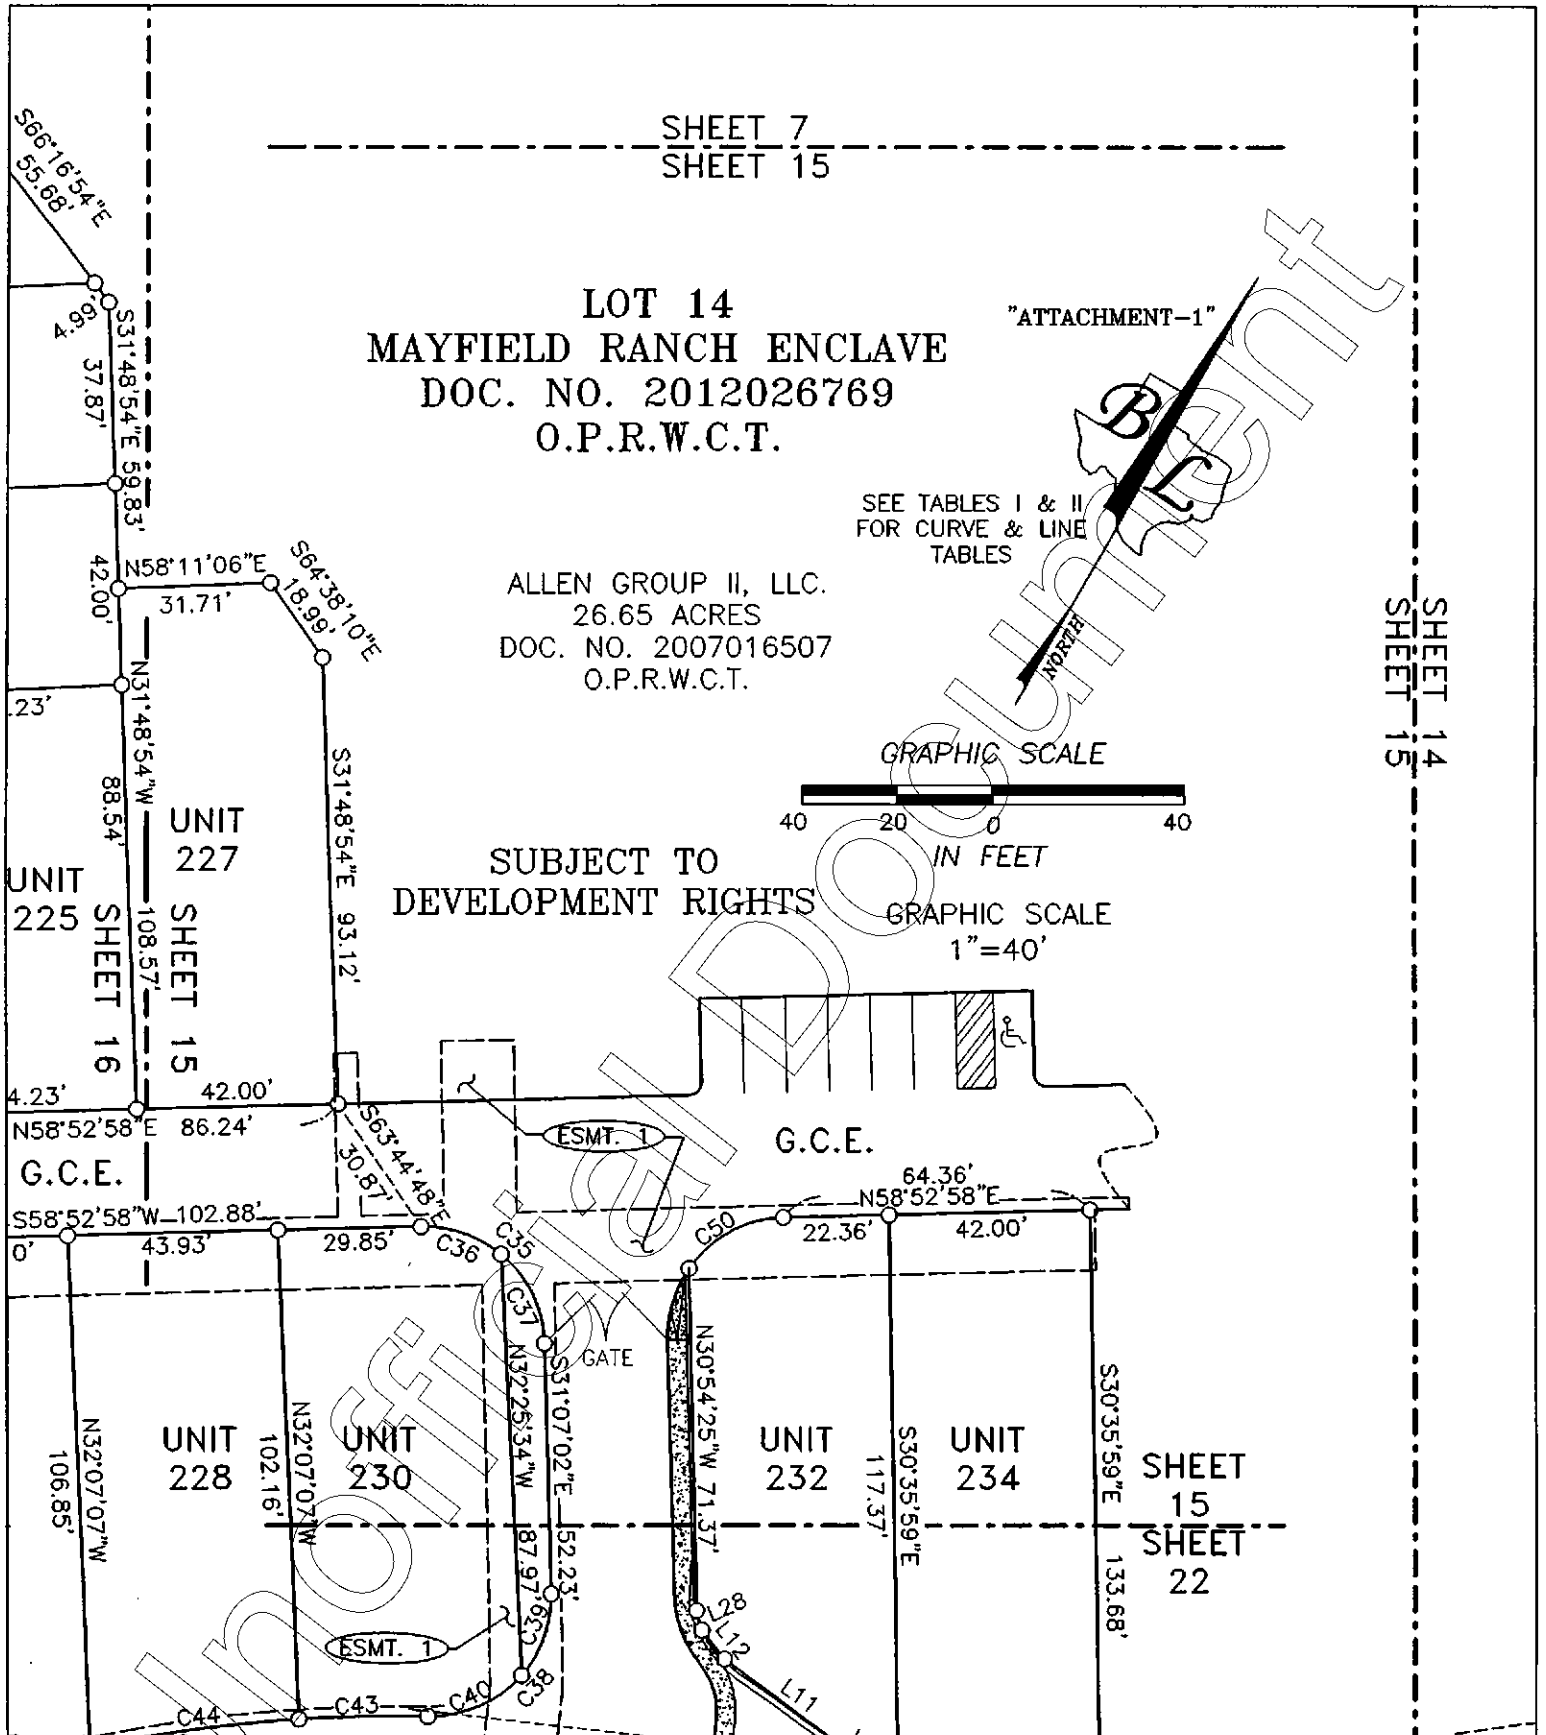 SHEET 7
SHEET 15
S66°16'54"E
55.68'
4.99'
S31°48'54"E 59.83'
37.87'
LOT 14
MAYFIELD RANCH ENCLAVE
DOC. NO. 2012026769
O.P.R.W.C.T.
"ATTACHMENT-1"
B
L
NORTH
SEE TABLES I & II
FOR CURVE & LINE
TABLES
ALLEN GROUP II, LLC.
26.65 ACRES
DOC. NO. 2007016507
O.P.R.W.C.T.
42.00'
N58°11'06"E
31.71'
S64°38'10"E
18.99'
SHEET 14
SHEET 15
.23'
N31°48'54"W
108.57'
88.54'
S31°48'54"E 93.12'
GRAPHIC SCALE
40 20 0 40
IN FEET
GRAPHIC SCALE
1"=40'
UNIT
227
UNIT
225
SHEET 16
SHEET 15
SUBJECT TO
DEVELOPMENT RIGHTS
4.23'
42.00'
N58°52'58"E 86.24'
S63°44'48"E
30.87'
ESMT. 1
G.C.E.
G.C.E.
64.36'
N58°52'58"E
S58°52'58"W 102.88'
0'
43.93'
29.85'
C36
C35
C50
22.36'
42.00'
C37
GATE
N32°07'07"W
106.85'
UNIT
228
N32°07'07"W
102.16'
UNIT
230
N32°25'34"W 87.97'
S31°07'02"E 52.23'
N30°54'25"W 71.37'
UNIT
232
S30°35'59"E
117.37'
UNIT
234
S30°35'59"E
133.68'
SHEET
15
SHEET
22
ESMT. 1
C39
C38
L28
L12
L11
C44
C43
C40
Unofficial Document